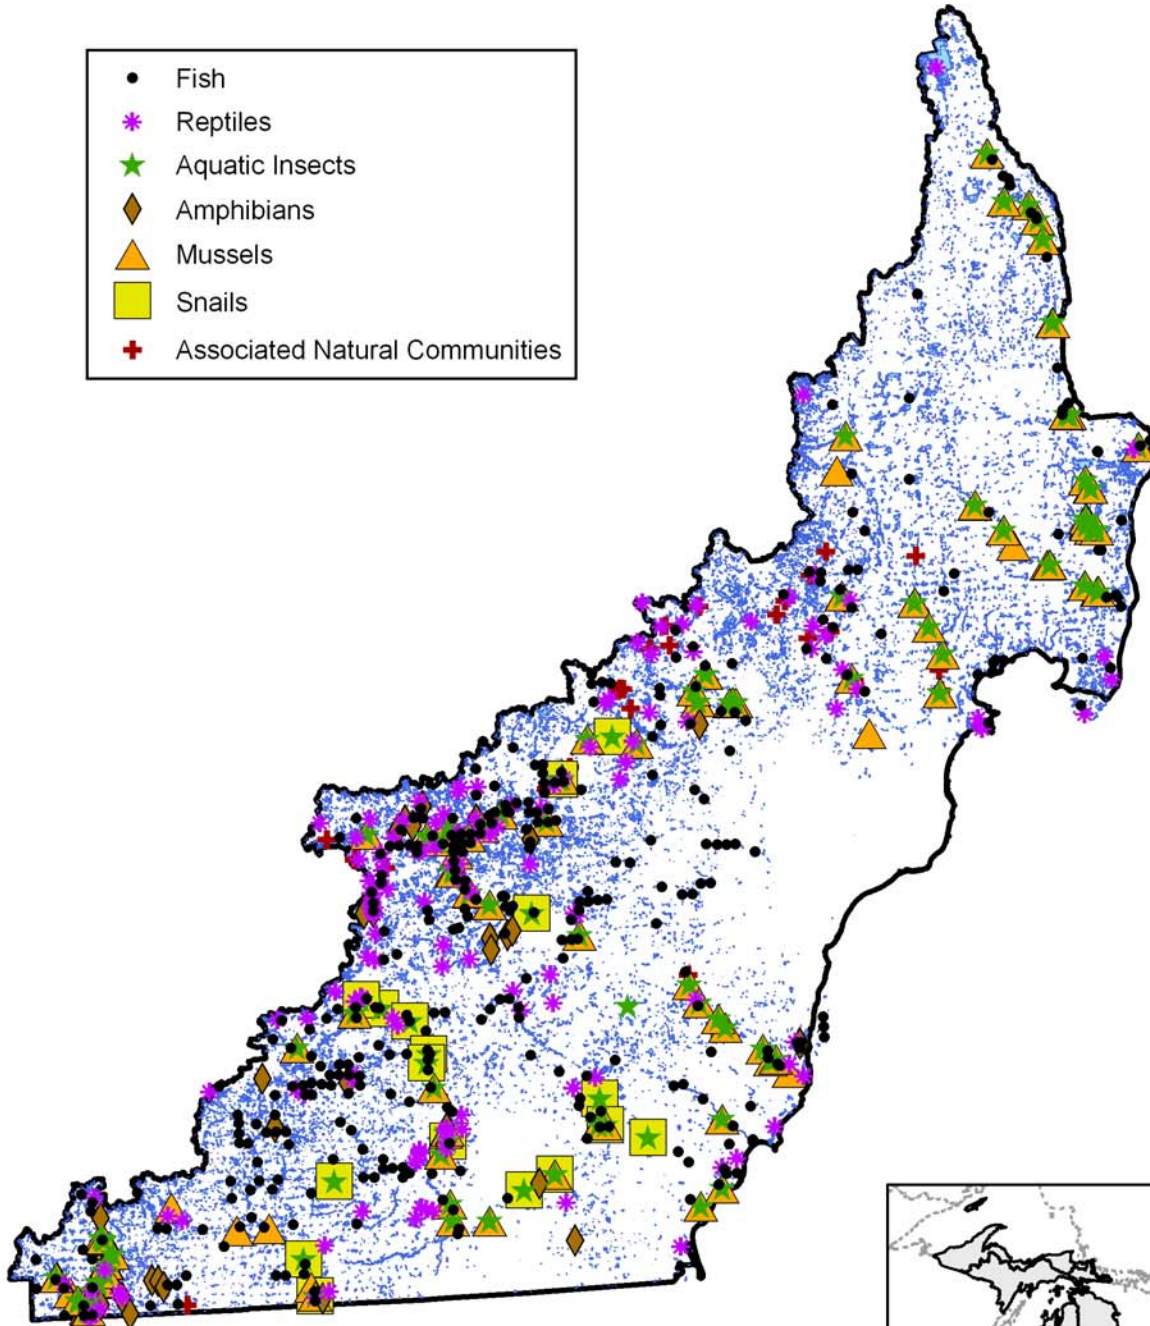 Fish
Reptiles
Aquatic Insects
Amphibians
Mussels
Snails
Associated Natural Communities